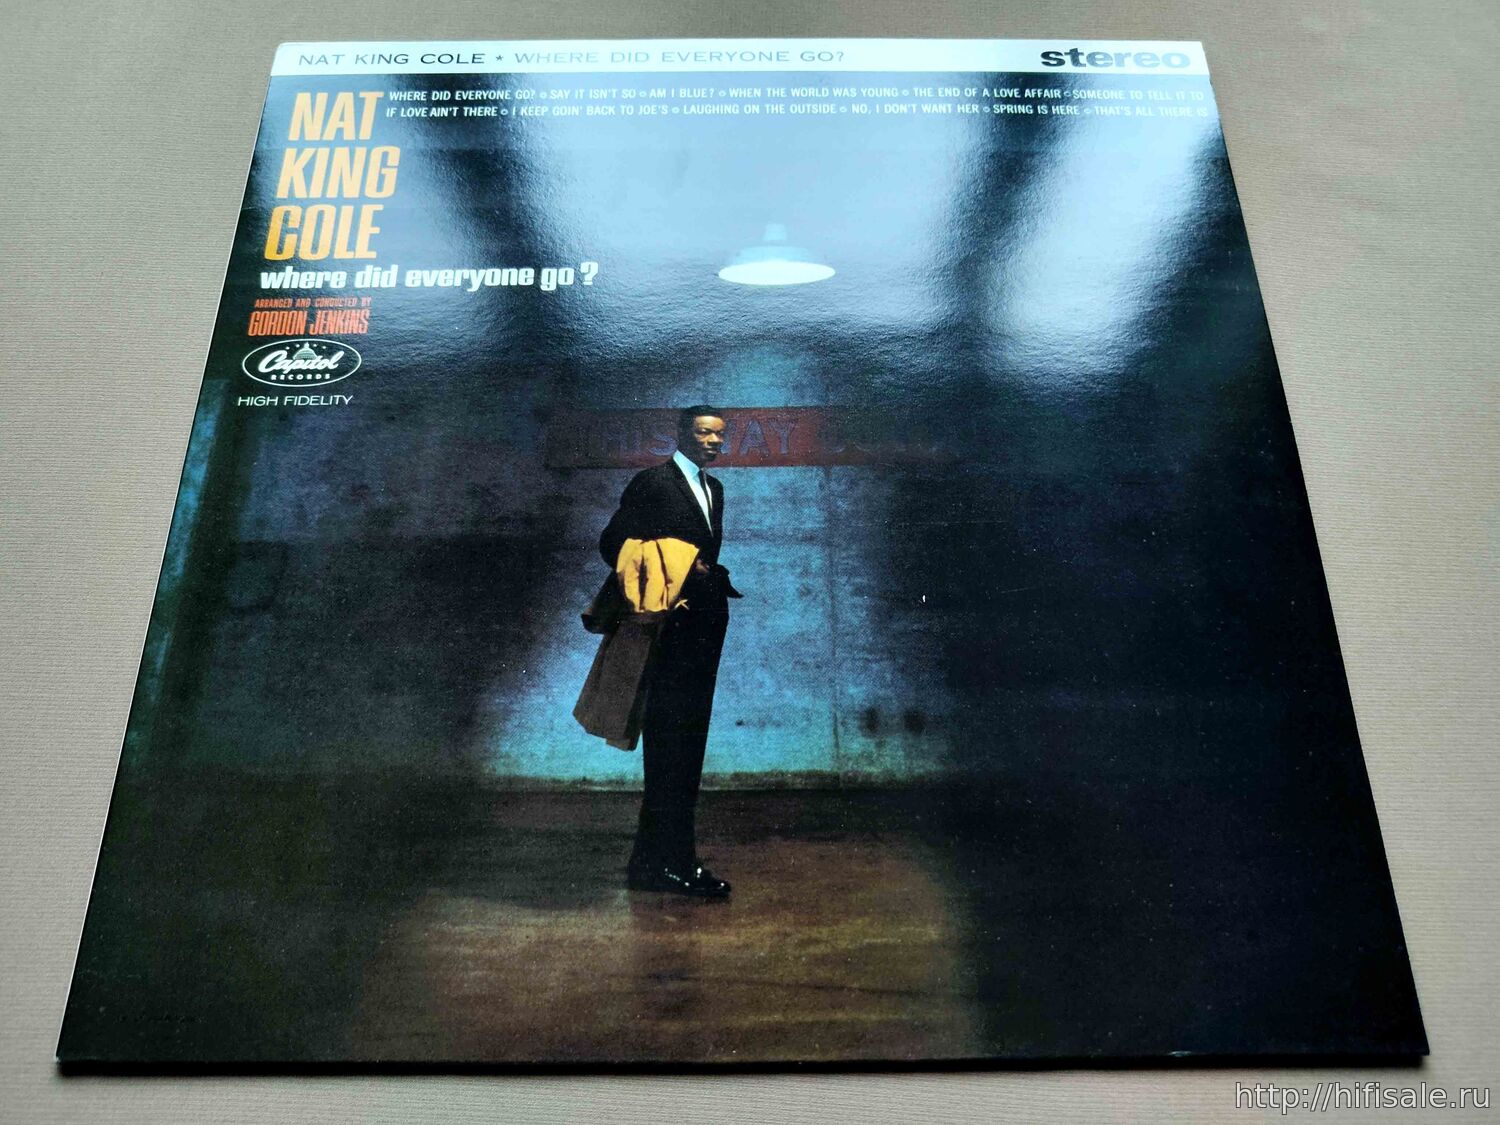 NAT KING COLE ★ WHERE DID EVERYONE GO?
stereo
WHERE DID EVERYONE GO? ○ SAY IT ISN'T SO ○ AM I BLUE? ○ WHEN THE WORLD WAS YOUNG ○ THE END OF A LOVE AFFAIR ○ SOMEONE TO TELL IT TO
IF LOVE AIN'T THERE ○ I KEEP GOIN' BACK TO JOE'S ○ LAUGHING ON THE OUTSIDE ○ NO, I DON'T WANT HER ○ SPRING IS HERE ○ THAT'S ALL THERE IS
NAT
KING
COLE
where did everyone go?
ARRANGED AND CONDUCTED BY
GORDON JENKINS
Capitol
RECORDS
HIGH FIDELITY
THIS WAY
http://hifisale.ru